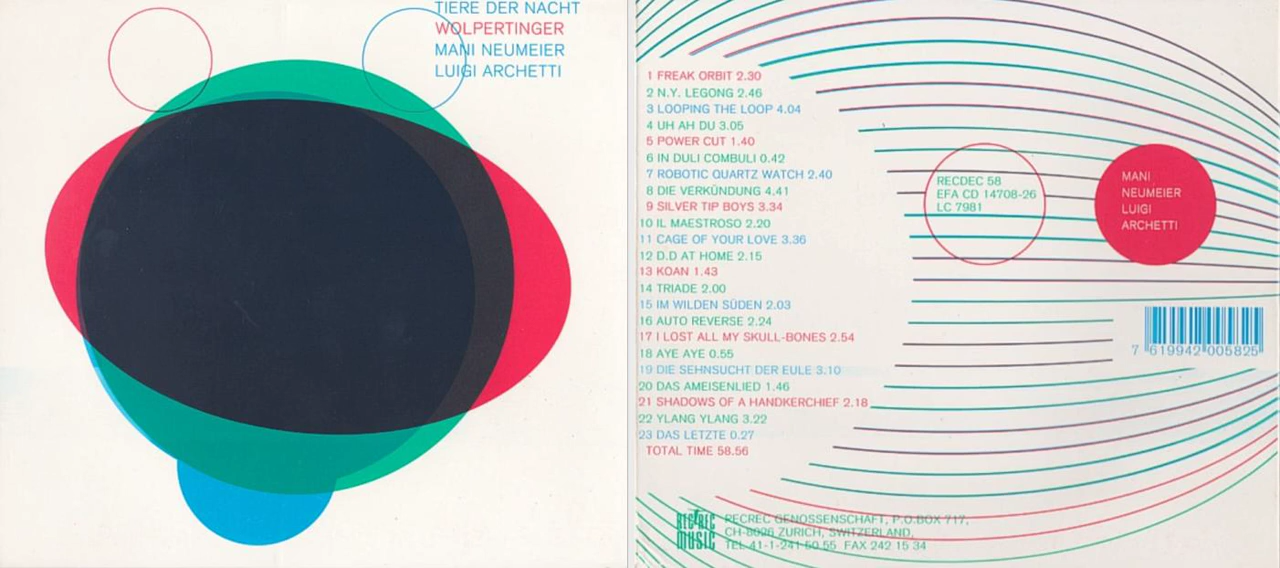 TIERE DER NACHT
WOLPERTINGER
MANI NEUMEIER
LUIGI ARCHETTI
1 FREAK ORBIT 2.30
2 N.Y. LEGONG 2.46
3 LOOPING THE LOOP 4.04
4 UH AH DU 3.05
5 POWER CUT 1.40
6 IN DULI COMBULI 0.42
7 ROBOTIC QUARTZ WATCH 2.40
8 DIE VERKÜNDUNG 4.41
9 SILVER TIP BOYS 3.34
10 IL MAESTROSO 2.20
11 CAGE OF YOUR LOVE 3.36
12 D.D AT HOME 2.15
13 KOAN 1.43
14 TRIADE 2.00
15 IM WILDEN SÜDEN 2.03
16 AUTO REVERSE 2.24
17 I LOST ALL MY SKULL-BONES 2.54
18 AYE AYE 0.55
19 DIE SEHNSUCHT DER EULE 3.10
20 DAS AMEISENLIED 1.46
21 SHADOWS OF A HANDKERCHIEF 2.18
22 YLANG YLANG 3.22
23 DAS LETZTE 0.27
TOTAL TIME 58.56
RECDEC 58
EFA CD 14708-26
LC 7981
MANI
NEUMEIER
LUIGI
ARCHETTI
7 619942 005825
RECREC
MUSIC
RECREC GENOSSENSCHAFT, P.O.BOX 717,
CH-8026 ZURICH, SWITZERLAND,
TEL 41-1-241 50 55 FAX 242 15 34